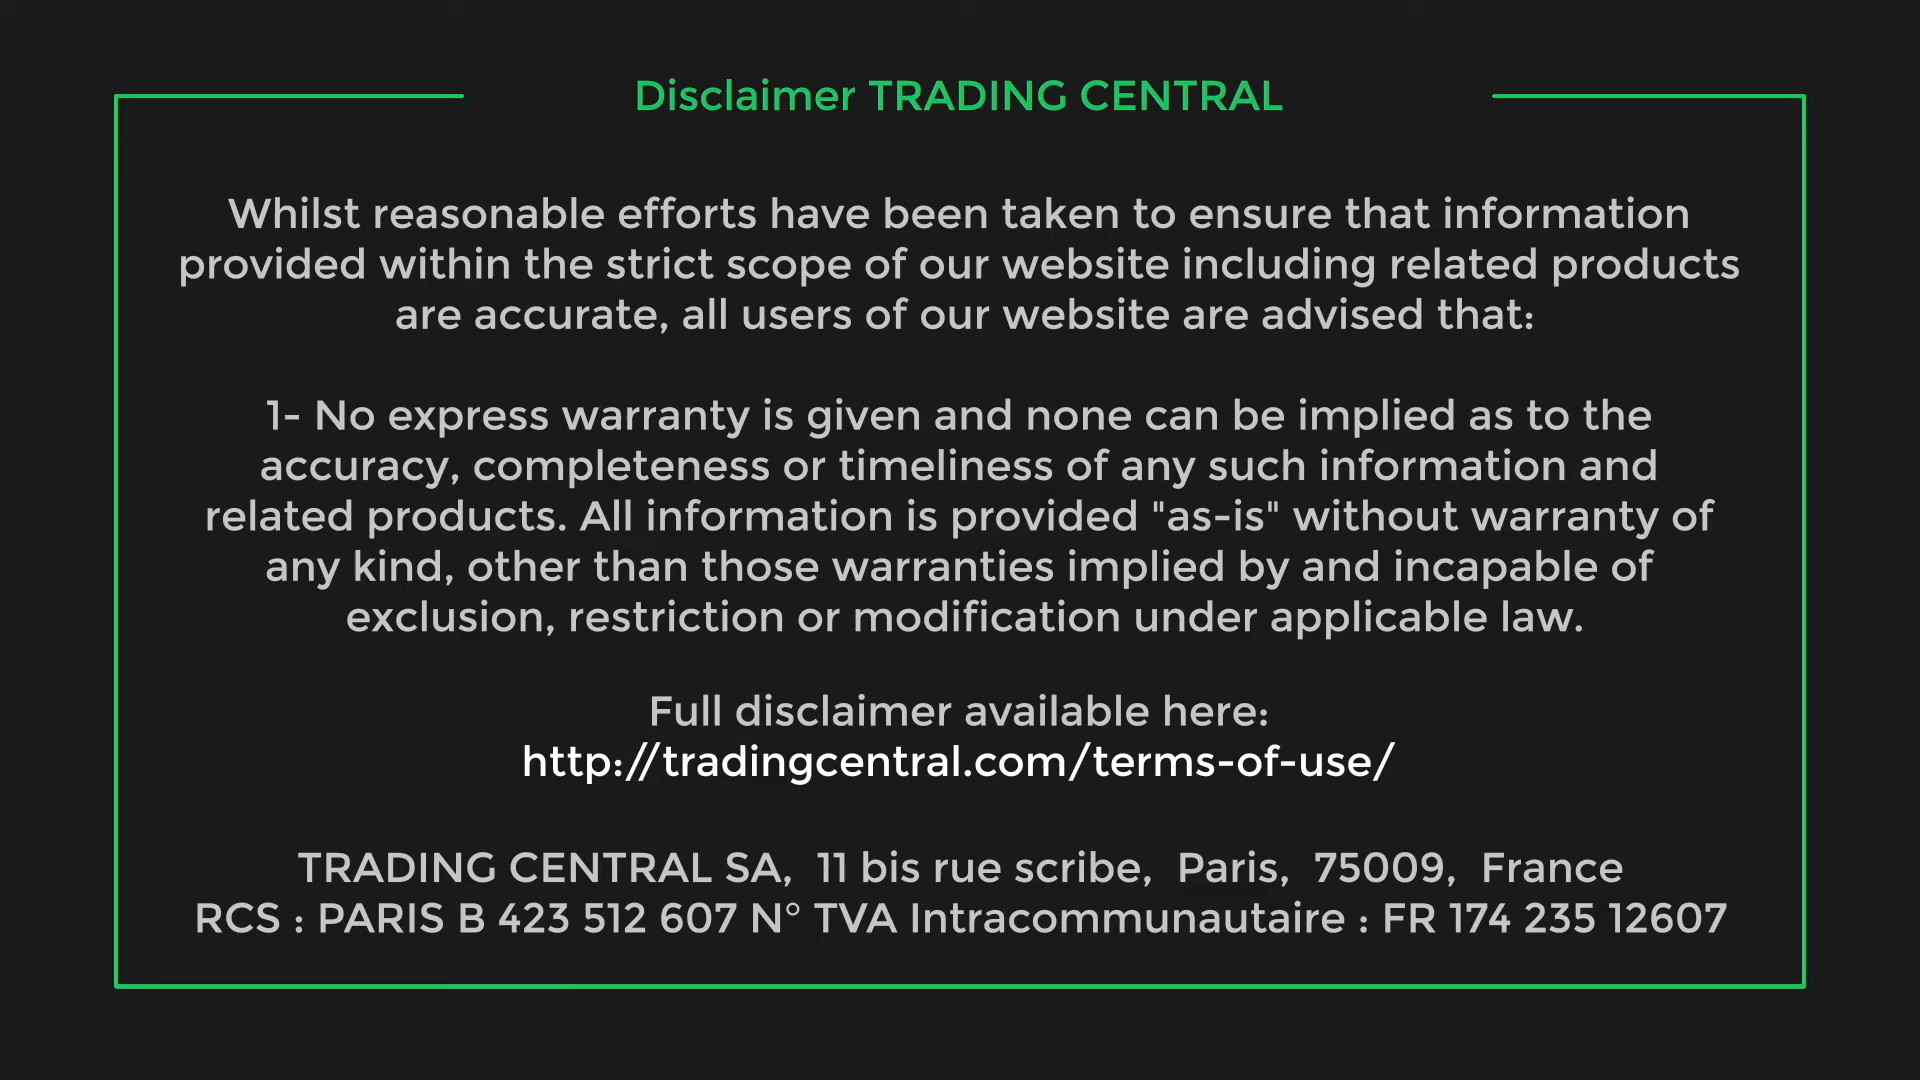 Disclaimer TRADING CENTRAL
Whilst reasonable efforts have been taken to ensure that information
provided within the strict scope of our website including related products
are accurate, all users of our website are advised that:
1- No express warranty is given and none can be implied as to the
accuracy, completeness or timeliness of any such information and
related products. All information is provided "as-is" without warranty of
any kind, other than those warranties implied by and incapable of
exclusion, restriction or modification under applicable law.
Full disclaimer available here:
http://tradingcentral.com/terms-of-use/
TRADING CENTRAL SA, 11 bis rue scribe, Paris, 75009, France
RCS : PARIS B 423 512 607 N° TVA Intracommunautaire : FR 174 235 12607